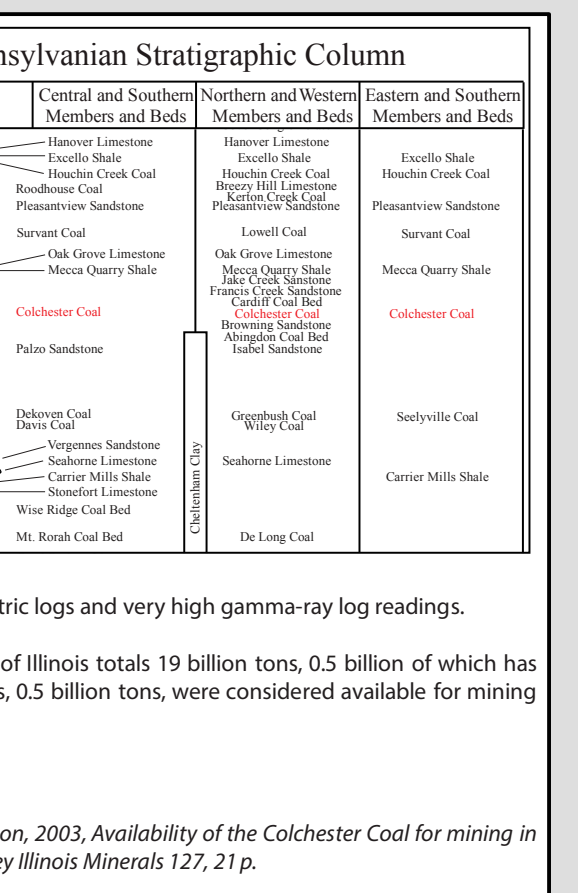 nsylvanian Stratigraphic Column
Central and Southern Members and Beds
Northern and Western Members and Beds
Eastern and Southern Members and Beds
Hanover Limestone
Excello Shale
Houchin Creek Coal
Roodhouse Coal
Pleasantview Sandstone
Survant Coal
Oak Grove Limestone
Mecca Quarry Shale
Colchester Coal
Palzo Sandstone
Dekoven Coal
Davis Coal
Vergennes Sandstone
Seahorne Limestone
Carrier Mills Shale
Stonefort Limestone
Wise Ridge Coal Bed
Mt. Rorah Coal Bed
Cheltenham Clay
Hanover Limestone
Excello Shale
Houchin Creek Coal
Breezy Hill Limestone
Kerton Creek Coal
Pleasantview Sandstone
Lowell Coal
Oak Grove Limestone
Mecca Quarry Shale
Jake Creek Sanstone
Francis Creek Sandstone
Cardiff Coal Bed
Colchester Coal
Browning Sandstone
Abingdon Coal Bed
Isabel Sandstone
Greenbush Coal
Wiley Coal
Seahorne Limestone
De Long Coal
Excello Shale
Houchin Creek Coal
Pleasantview Sandstone
Survant Coal
Mecca Quarry Shale
Colchester Coal
Seelyville Coal
Carrier Mills Shale
tric logs and very high gamma-ray log readings.
of Illinois totals 19 billion tons, 0.5 billion of which has
s, 0.5 billion tons, were considered available for mining
on, 2003, Availability of the Colchester Coal for mining in
ey Illinois Minerals 127, 21 p.